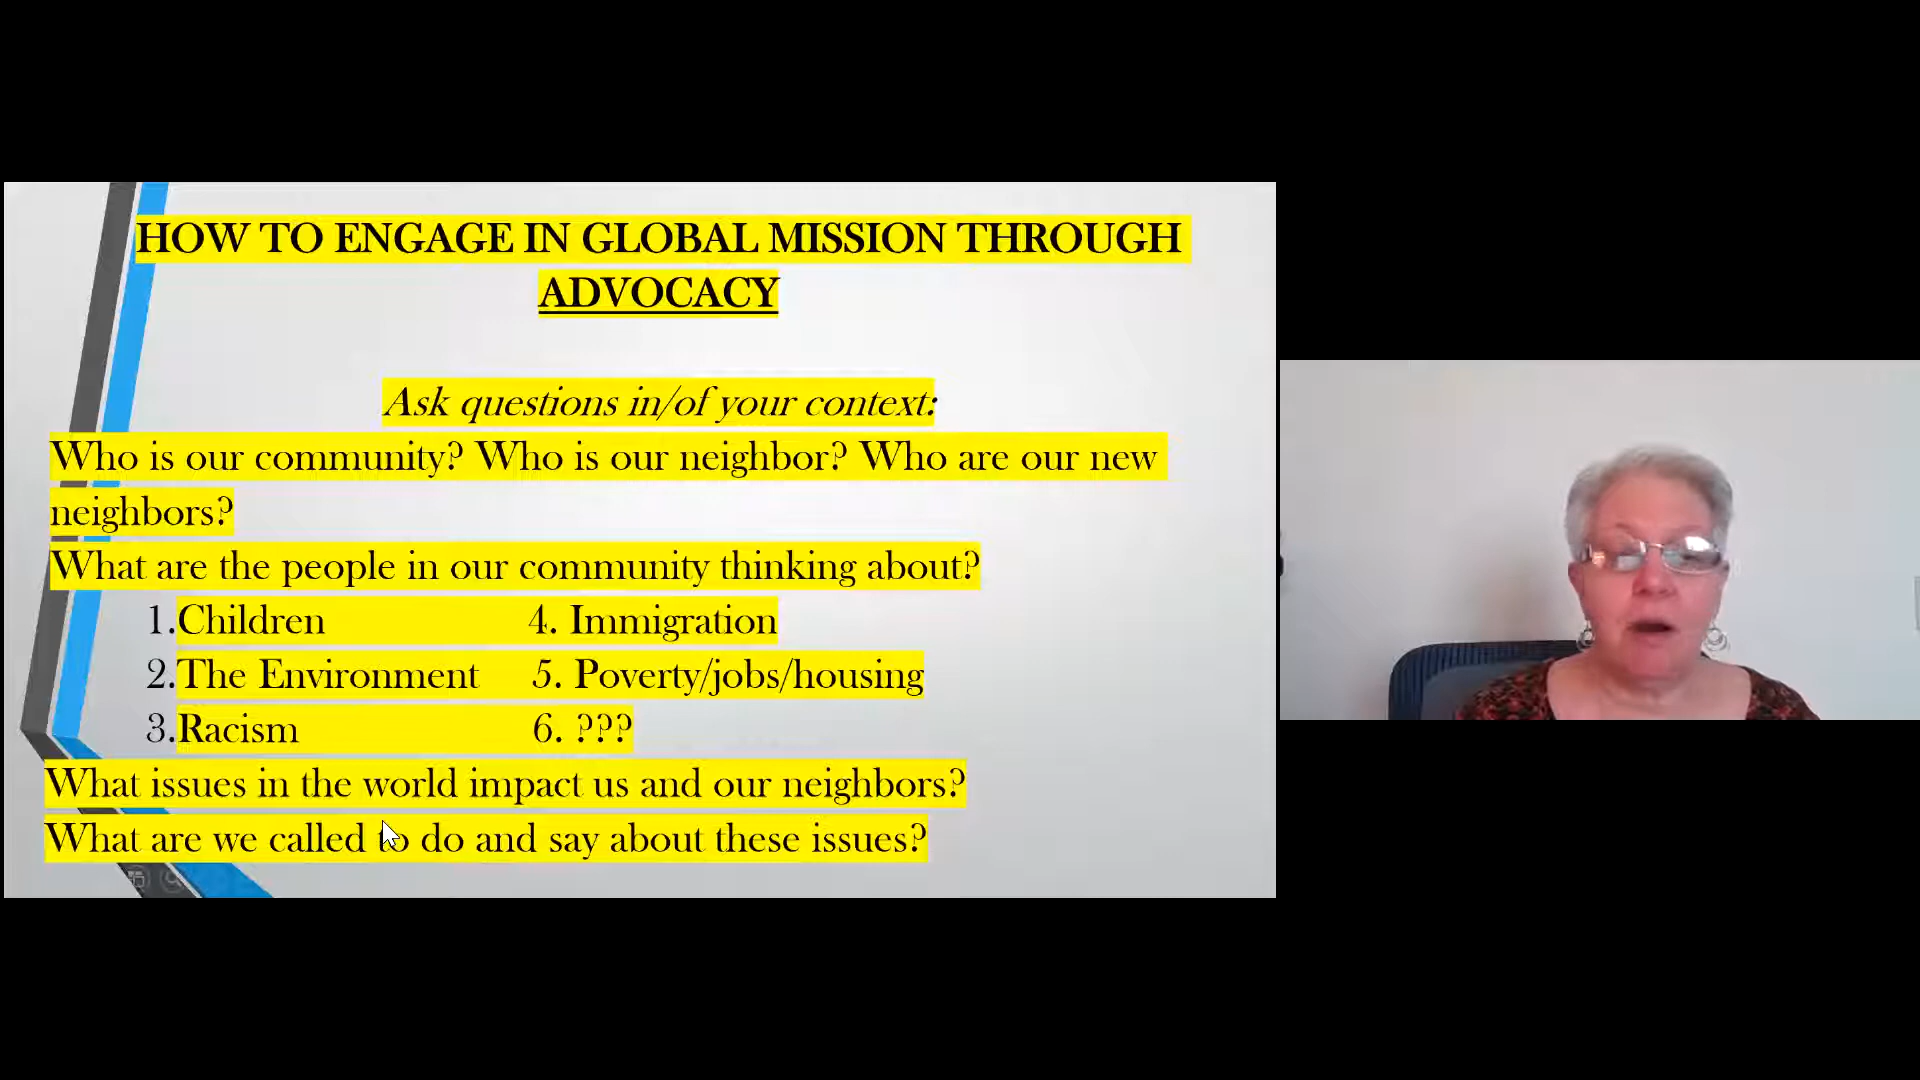 HOW TO ENGAGE IN GLOBAL MISSION THROUGH
ADVOCACY
Ask questions in/of your context:
Who is our community? Who is our neighbor? Who are our new
neighbors?
What are the people in our community thinking about?
1.Children 4. Immigration
2.The Environment 5. Poverty/jobs/housing
3.Racism 6. ???
What issues in the world impact us and our neighbors?
What are we called to do and say about these issues?